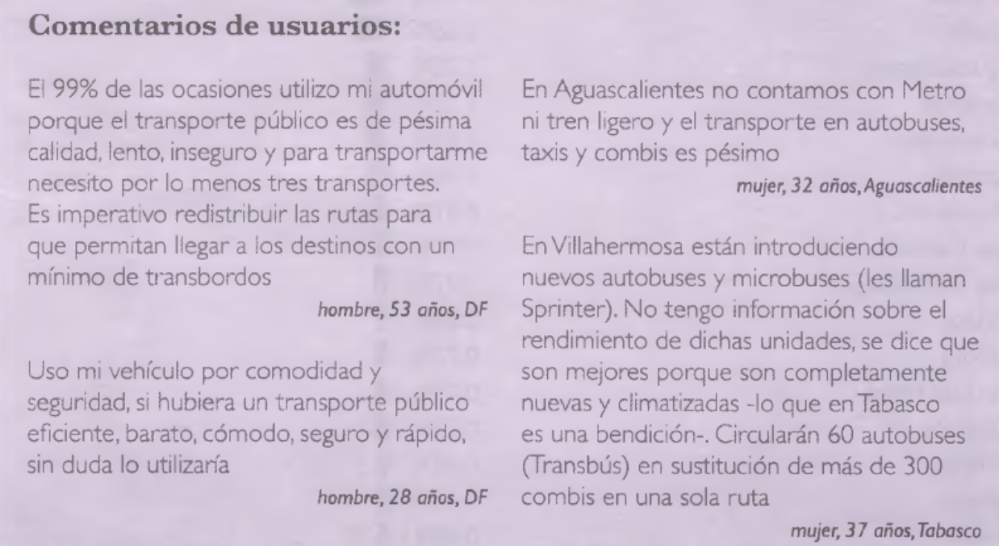 Comentarios de usuarios:
El 99% de las ocasiones utilizo mi automóvil
porque el transporte público es de pésima
calidad, lento, inseguro y para transportarme
necesito por lo menos tres transportes.
Es imperativo redistribuir las rutas para
que permitan llegar a los destinos con un
mínimo de transbordos
hombre, 53 años, DF
Uso mi vehículo por comodidad y
seguridad, si hubiera un transporte público
eficiente, barato, cómodo, seguro y rápido,
sin duda lo utilizaría
hombre, 28 años, DF
En Aguascalientes no contamos con Metro
ni tren ligero y el transporte en autobuses,
taxis y combis es pésimo
mujer, 32 años, Aguascalientes
En Villahermosa están introduciendo
nuevos autobuses y microbuses (les llaman
Sprinter). No tengo información sobre el
rendimiento de dichas unidades, se dice que
son mejores porque son completamente
nuevas y climatizadas -lo que en Tabasco
es una bendición-. Circularán 60 autobuses
(Transbús) en sustitución de más de 300
combis en una sola ruta
mujer, 37 años, Tabasco